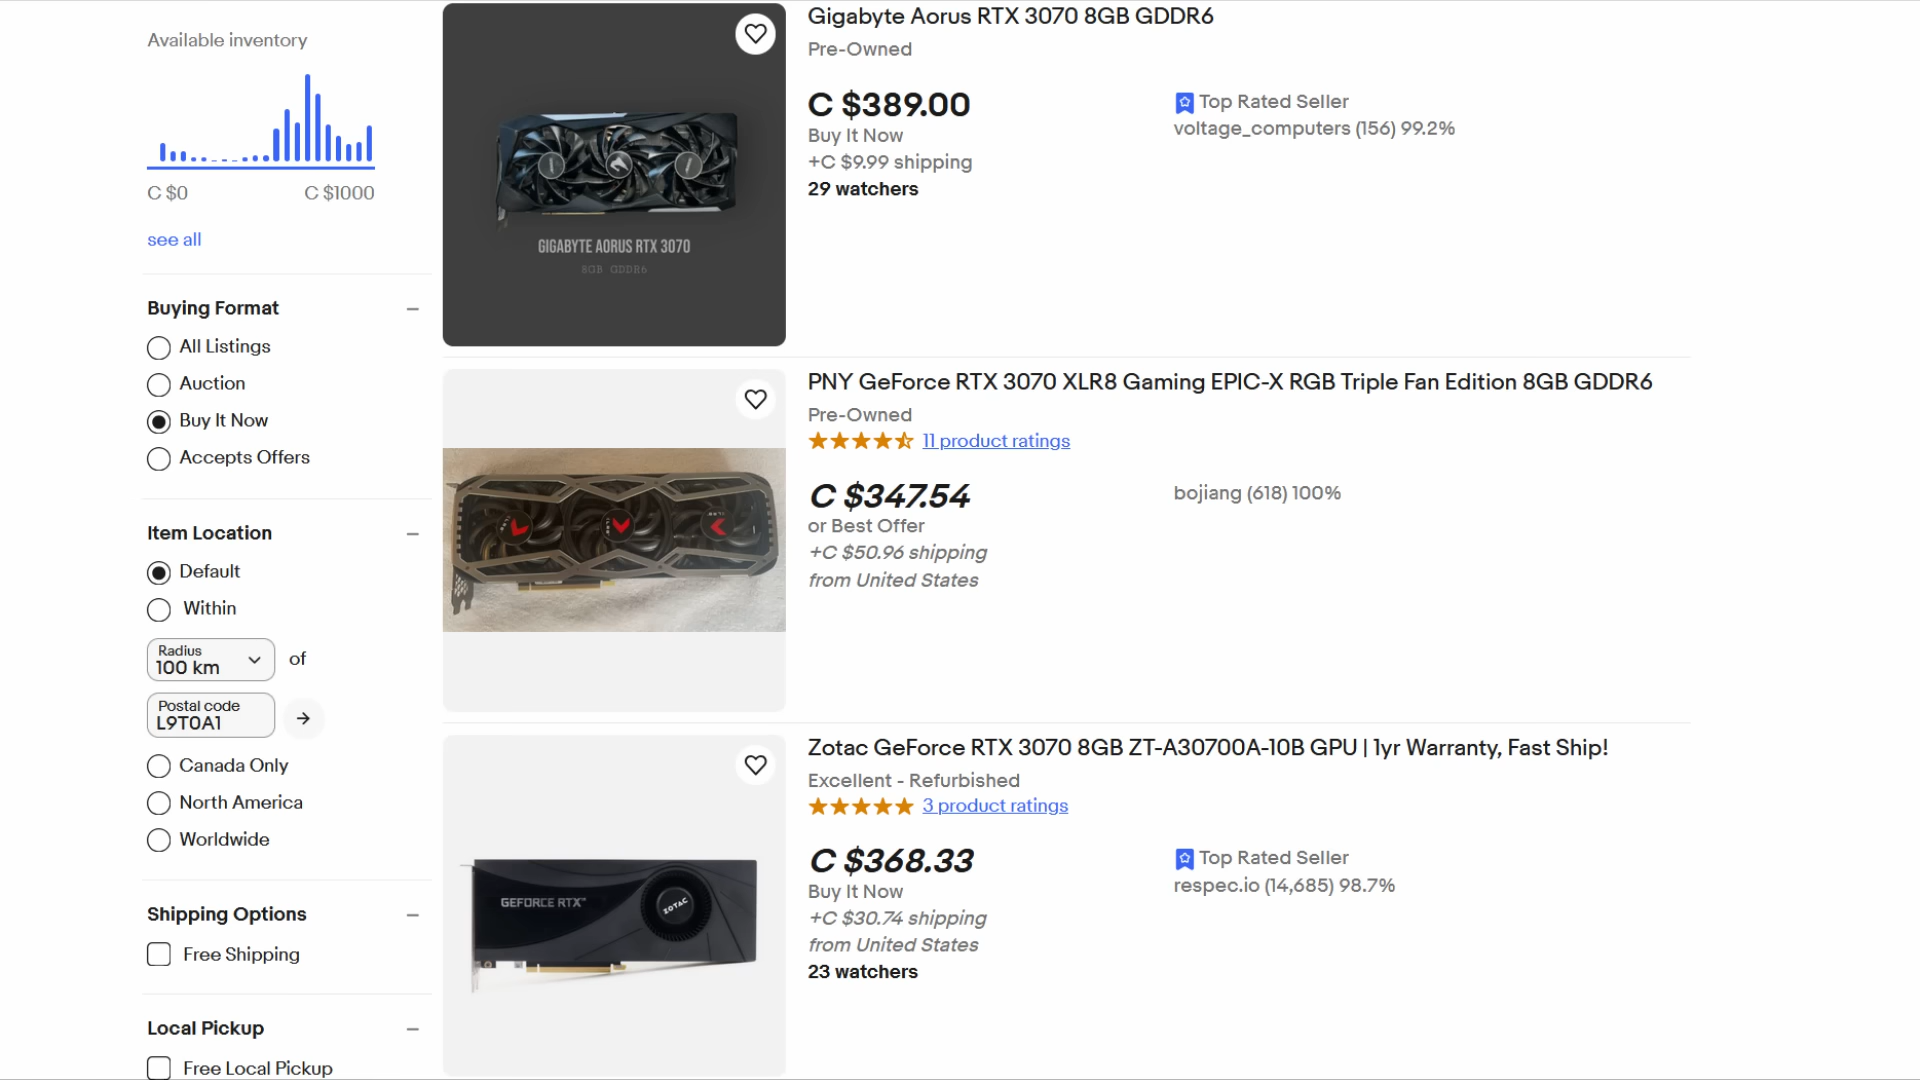 Available inventory
C $0
C $1000
see all
Buying Format
All Listings
Auction
Buy It Now
Accepts Offers
Item Location
Default
Within
Radius
100 km
of
Postal code
L9T0A1
Canada Only
North America
Worldwide
Shipping Options
Free Shipping
Local Pickup
Free Local Pickup
GIGABYTE AORUS RTX 3070
8GB GDDR6
Gigabyte Aorus RTX 3070 8GB GDDR6
Pre-Owned
C $389.00
Buy It Now
+C $9.99 shipping
29 watchers
Top Rated Seller
voltage_computers (156) 99.2%
PNY GeForce RTX 3070 XLR8 Gaming EPIC-X RGB Triple Fan Edition 8GB GDDR6
Pre-Owned
11 product ratings
C $347.54
or Best Offer
+C $50.96 shipping
from United States
bojiang (618) 100%
GEFORCE RTX™
ZOTAC
Zotac GeForce RTX 3070 8GB ZT-A30700A-10B GPU | 1yr Warranty, Fast Ship!
Excellent - Refurbished
3 product ratings
C $368.33
Buy It Now
+C $30.74 shipping
from United States
23 watchers
Top Rated Seller
respec.io (14,685) 98.7%